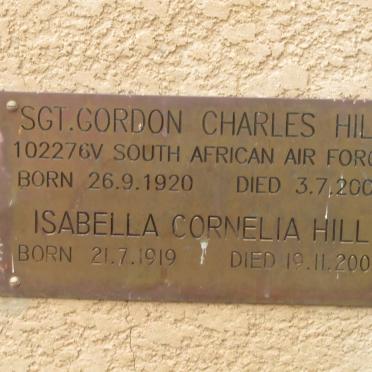 SGT. GORDON CHARLES HIL
102276V SOUTH AFRICAN AIR FORC
BORN 26.9.1920 DIED 3.7.200
ISABELLA CORNELIA HILL
BORN 21.7.1919 DIED 19.11.200